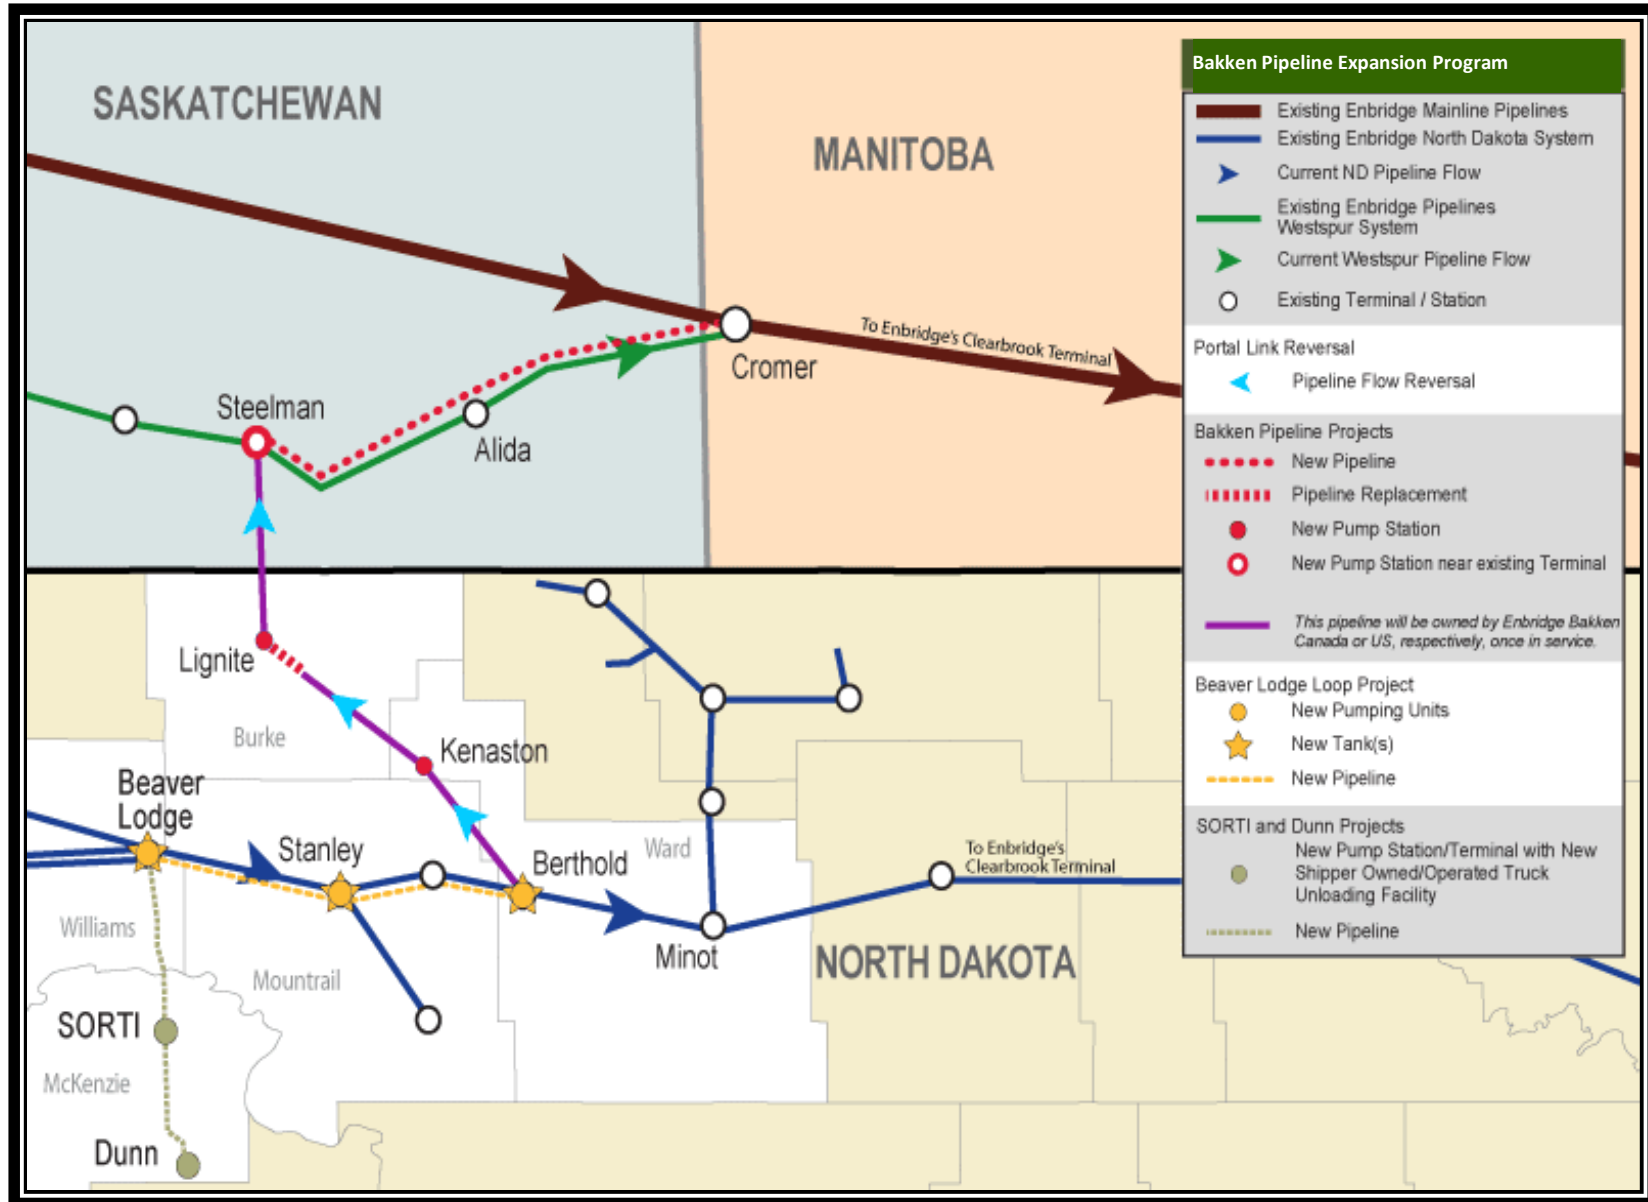 SASKATCHEWAN
MANITOBA
To Enbridge's Clearbrook Terminal
Cromer
Steelman
Alida
Lignite
Burke
Kenaston
Beaver
Lodge
Stanley
Berthold
Ward
To Enbridge's
Clearbrook Terminal
Williams
Mountrail
Minot
NORTH DAKOTA
SORTI
McKenzie
Dunn
Bakken Pipeline Expansion Program
Existing Enbridge Mainline Pipelines
Existing Enbridge North Dakota System
Current ND Pipeline Flow
Existing Enbridge Pipelines
Westspur System
Current Westspur Pipeline Flow
Existing Terminal / Station
Portal Link Reversal
Pipeline Flow Reversal
Bakken Pipeline Projects
New Pipeline
Pipeline Replacement
New Pump Station
New Pump Station near existing Terminal
This pipeline will be owned by Enbridge Bakken
Canada or US, respectively, once in service.
Beaver Lodge Loop Project
New Pumping Units
New Tank(s)
New Pipeline
SORTI and Dunn Projects
New Pump Station/Terminal with New
Shipper Owned/Operated Truck
Unloading Facility
New Pipeline